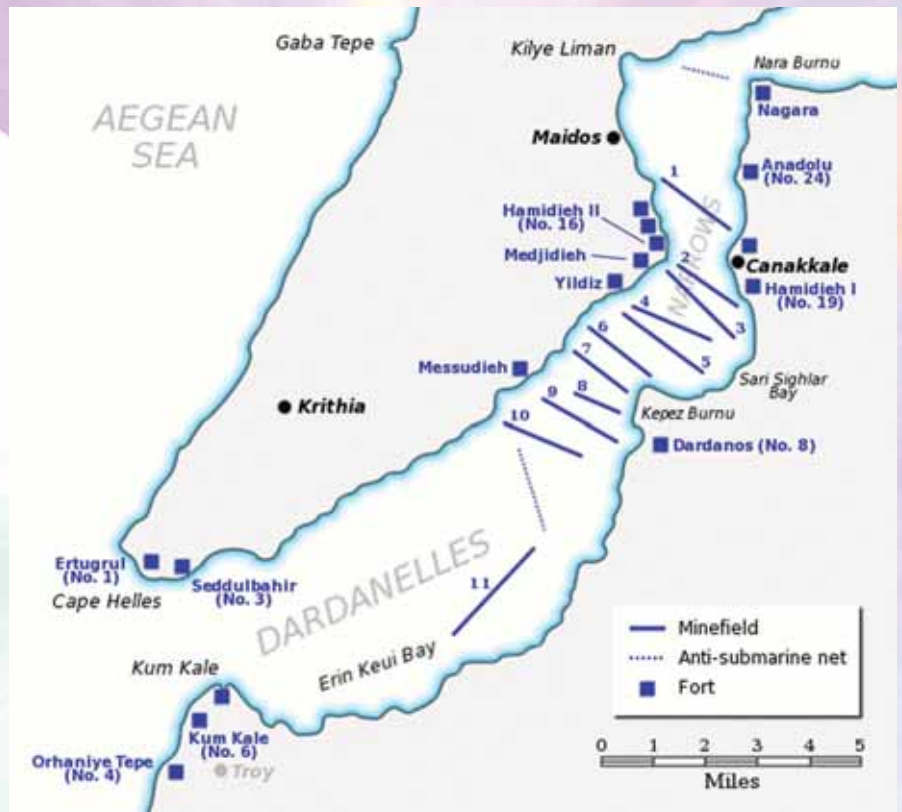 Gaba Tepe
Kilye Liman
Nara Burnu
Nagara
AEGEAN
SEA
Maidos
Anadolu
(No. 24)
1
NARROWS
Hamidieh II
(No. 16)
Medjidieh
Yildiz
2
Canakkale
Hamidieh I
(No. 19)
3
4
5
6
7
8
9
10
Messudieh
Sari Sighlar
Bay
Krithia
Kepez Burnu
Dardanos (No. 8)
Ertugrul
(No. 1)
Seddulbahir
(No. 3)
Cape Helles
DARDANELLES
11
Erin Keui Bay
Kum Kale
Kum Kale
(No. 6)
Orhaniye Tepe
(No. 4)
Troy
Minefield
Anti-submarine net
Fort
0 1 2 3 4 5
Miles